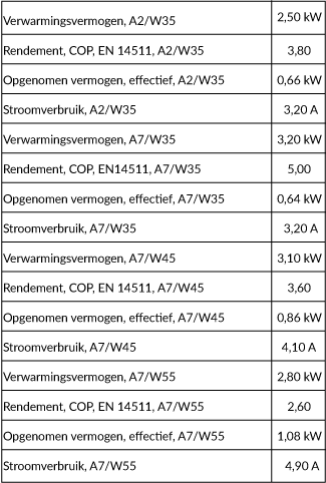 Verwarmingsvermogen, A2/W35 2,50 kW
Rendement, COP, EN 14511, A2/W35 3,80
Opgenomen vermogen, effectief, A2/W35 0,66 kW
Stroomverbruik, A2/W35 3,20 A
Verwarmingsvermogen, A7/W35 3,20 kW
Rendement, COP, EN14511, A7/W35 5,00
Opgenomen vermogen, effectief, A7/W35 0,64 kW
Stroomverbruik, A7/W35 3,20 A
Verwarmingsvermogen, A7/W45 3,10 kW
Rendement, COP, EN 14511, A7/W45 3,60
Opgenomen vermogen, effectief, A7/W45 0,86 kW
Stroomverbruik, A7/W45 4,10 A
Verwarmingsvermogen, A7/W55 2,80 kW
Rendement, COP, EN 14511, A7/W55 2,60
Opgenomen vermogen, effectief, A7/W55 1,08 kW
Stroomverbruik, A7/W55 4,90 A